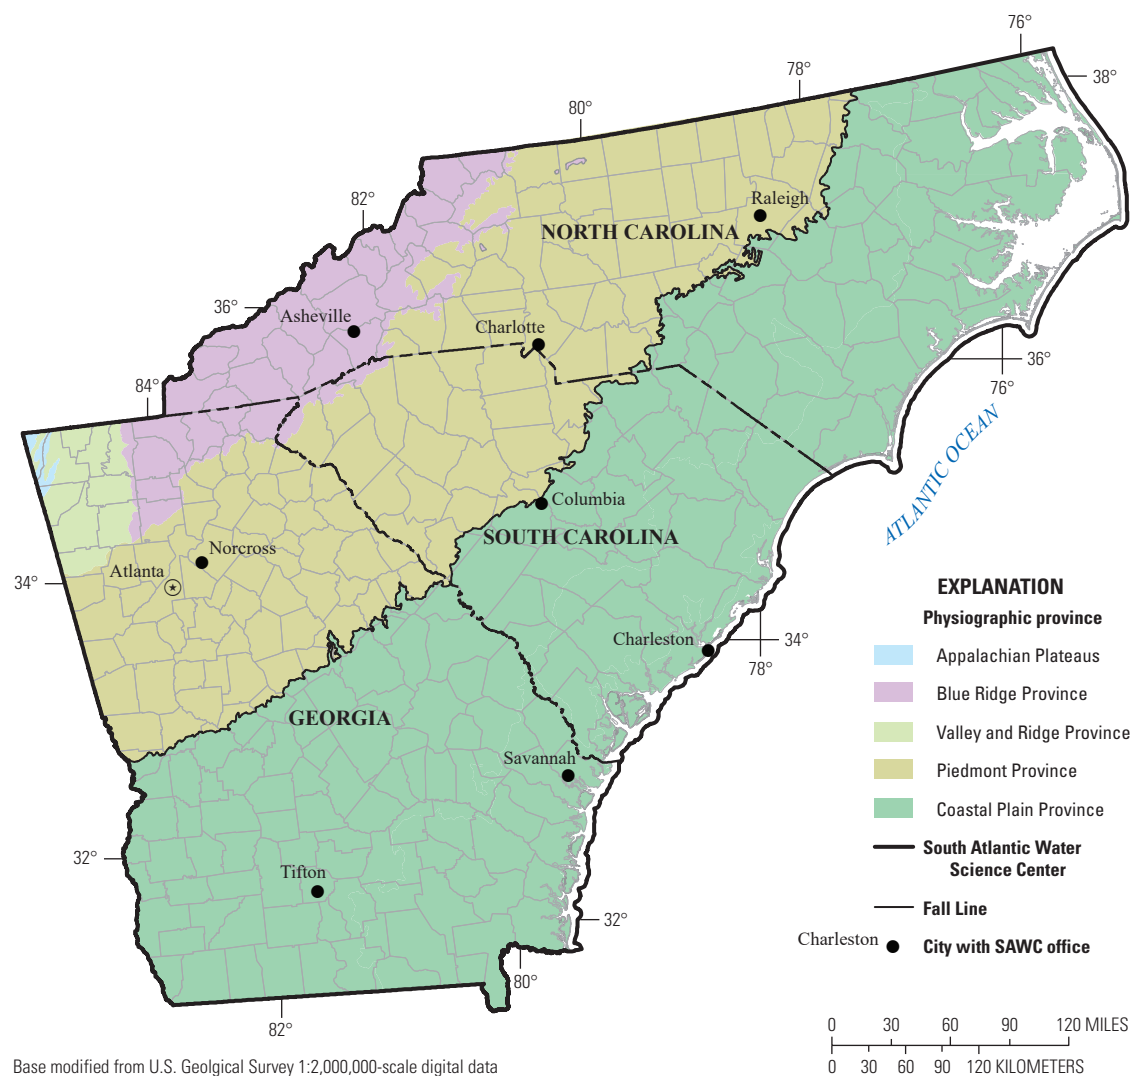 76°
38°
78°
80°
82°
Raleigh
NORTH CAROLINA
36°
Asheville
Charlotte
36°
76°
84°
ATLANTIC OCEAN
Columbia
SOUTH CAROLINA
Norcross
Atlanta
34°
Charleston
34°
78°
GEORGIA
Savannah
32°
Tifton
32°
80°
82°
EXPLANATION
Physiographic province
Appalachian Plateaus
Blue Ridge Province
Valley and Ridge Province
Piedmont Province
Coastal Plain Province
South Atlantic Water
Science Center
Fall Line
Charleston
City with SAWC office
0 30 60 90 120 MILES
0 30 60 90 120 KILOMETERS
Base modified from U.S. Geolgical Survey 1:2,000,000-scale digital data